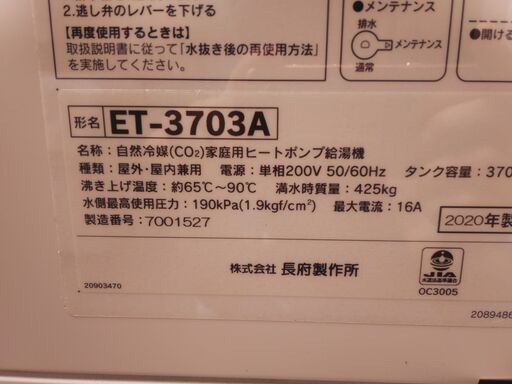 2.逃し弁のレバーを下げる
【再度使用するときは】
取扱説明書に従って「水抜き後の再使用方法」
を実施してください。
●メンテナンス
排水
メンテナンス
通常
●開ける
形名 ET-3703A
名称：自然冷媒(CO₂)家庭用ヒートポンプ給湯機
種類：屋外・屋内兼用 電源：単相200V 50/60Hz タンク容量：370
沸き上げ温度：約65℃～90℃ 満水時質量：425kg
水側最高使用圧力：190kPa(1.9kgf/cm²) 最大電流：16A
製造番号：7001527
2020年製
株式会社 長府製作所
JIA
OC3005
20903470
2089486